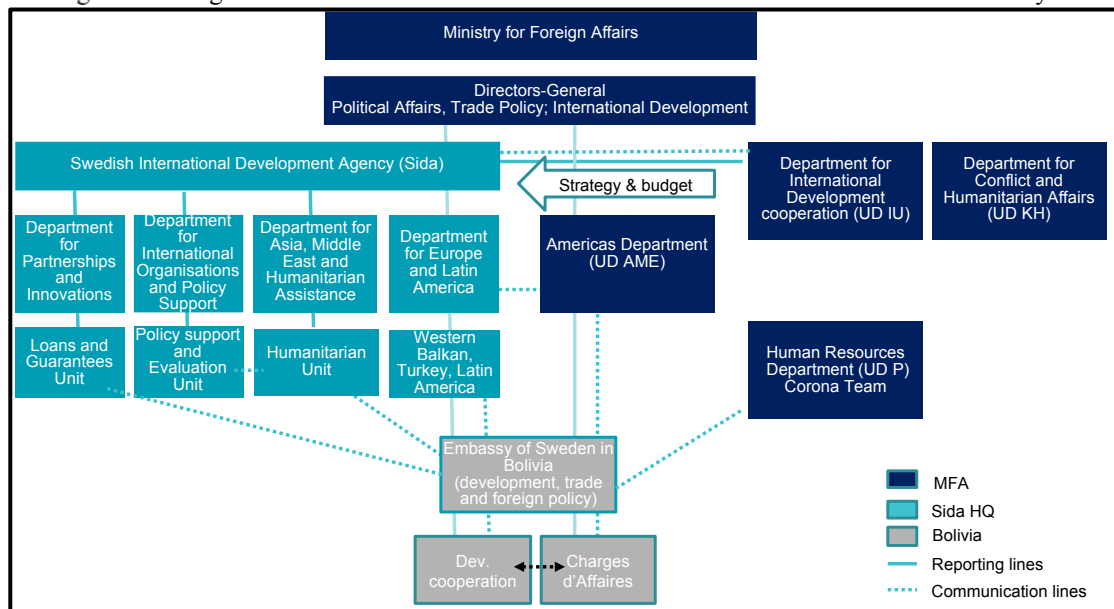 Ministry for Foreign Affairs
Directors-General
Political Affairs, Trade Policy; International Development
Swedish International Development Agency (Sida)
Strategy & budget
Department for
International
Development
cooperation (UD IU)
Department for
Conflict and
Humanitarian Affairs
(UD KH)
Department
for
Partnerships
and
Innovations
Department
for
International
Organisations
and Policy
Support
Department for
Asia, Middle
East and
Humanitarian
Assistance
Department
for Europe
and Latin
America
Americas Department
(UD AME)
Loans and
Guarantees
Unit
Policy support
and
Evaluation
Unit
Humanitarian
Unit
Western
Balkan,
Turkey, Latin
America
Human Resources
Department (UD P)
Corona Team
Embassy of Sweden in
Bolivia
(development, trade
and foreign policy)
Dev.
cooperation
Charges
d'Affaires
MFA
Sida HQ
Bolivia
Reporting lines
Communication lines